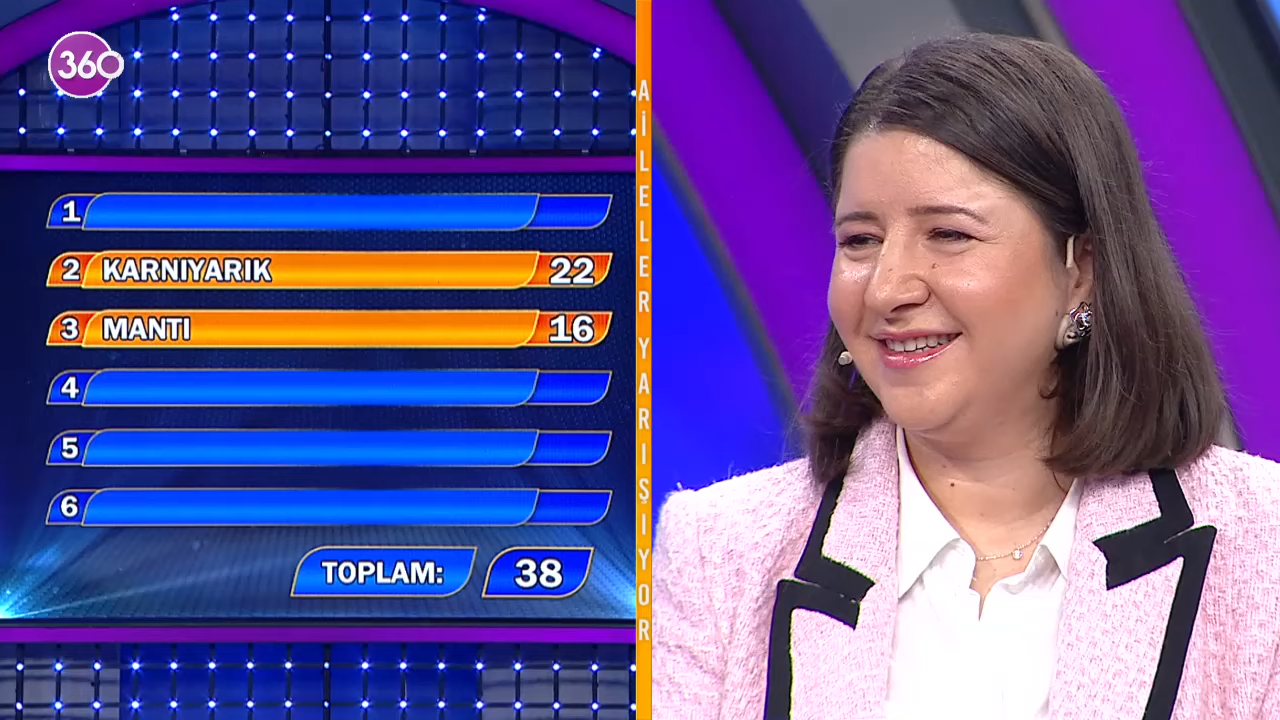 360
1
2 KARNIYARIK 22
3 MANTI 16
4
5
6
TOPLAM: 38
AİLELER YARIŞIYOR